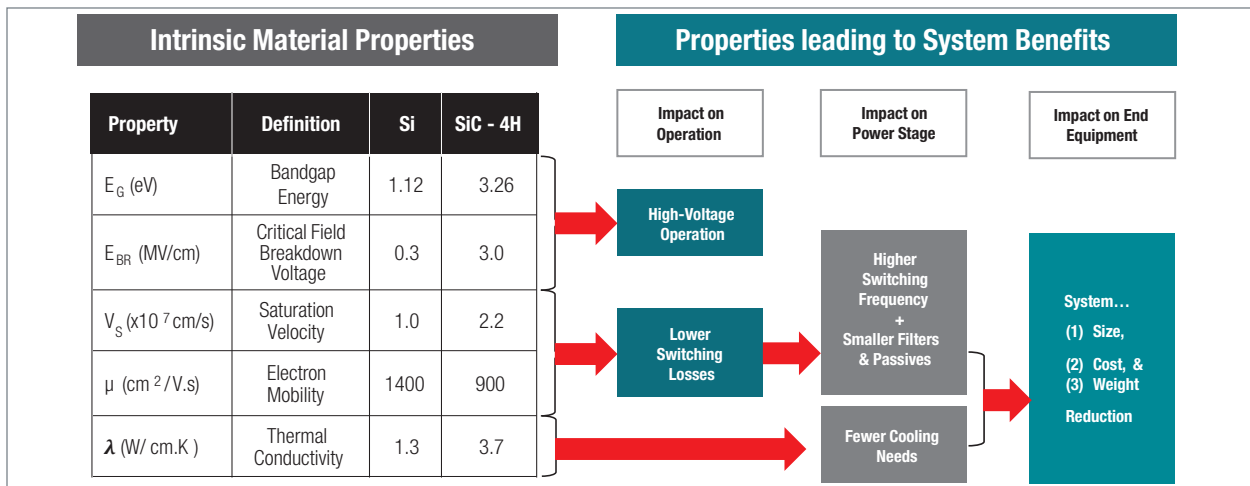 Intrinsic Material Properties
Properties leading to System Benefits
Property Definition Si SiC - 4H
E G (eV) Bandgap Energy 1.12 3.26
E BR (MV/cm) Critical Field Breakdown Voltage 0.3 3.0
V S (x10 7 cm/s) Saturation Velocity 1.0 2.2
μ (cm 2 / V.s) Electron Mobility 1400 900
λ (W/ cm.K ) Thermal Conductivity 1.3 3.7
Impact on
Operation
Impact on
Power Stage
Impact on End
Equipment
High-Voltage
Operation
Lower
Switching
Losses
Higher
Switching
Frequency
+
Smaller Filters
& Passives
Fewer Cooling
Needs
System…
(1) Size,
(2) Cost, &
(3) Weight
Reduction